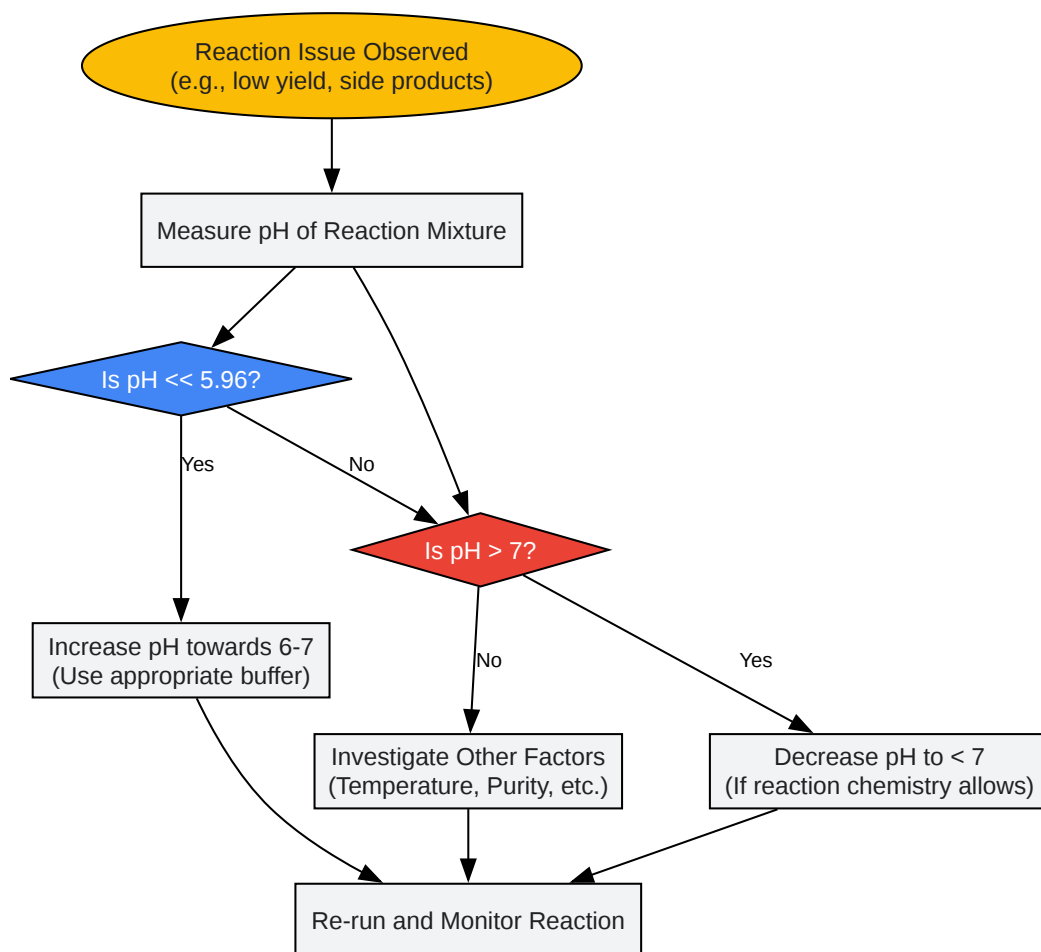 Reaction Issue Observed
(e.g., low yield, side products)
Measure pH of Reaction Mixture
Is pH << 5.96?
Yes
No
Is pH > 7?
Increase pH towards 6-7
(Use appropriate buffer)
No
Yes
Investigate Other Factors
(Temperature, Purity, etc.)
Decrease pH to < 7
(If reaction chemistry allows)
Re-run and Monitor Reaction